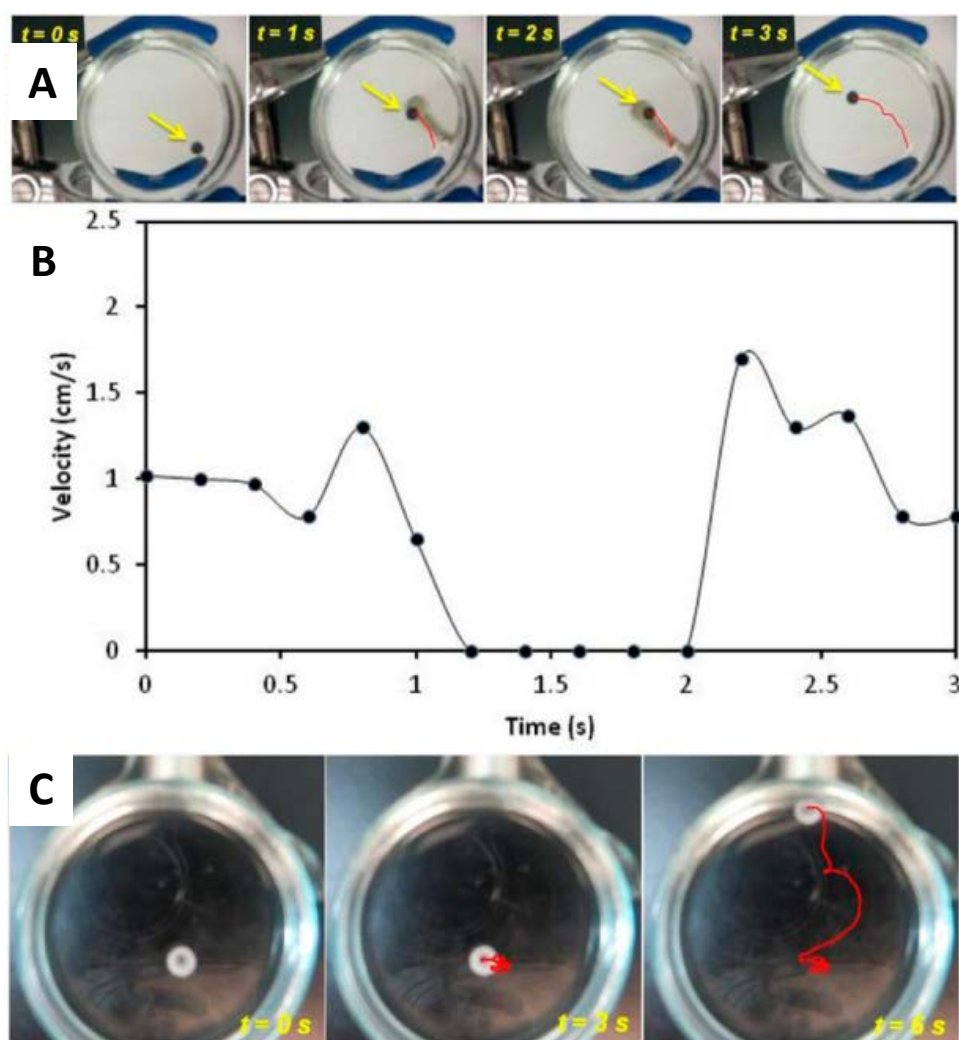 A
t = 0 s
t = 1 s
t = 2 s
t = 3 s
B
2.5
2
1.5
1
0.5
0
Velocity (cm/s)
0 0.5 1 1.5 2 2.5 3
Time (s)
C
t = 0 s
t = 3 s
t = 6 s